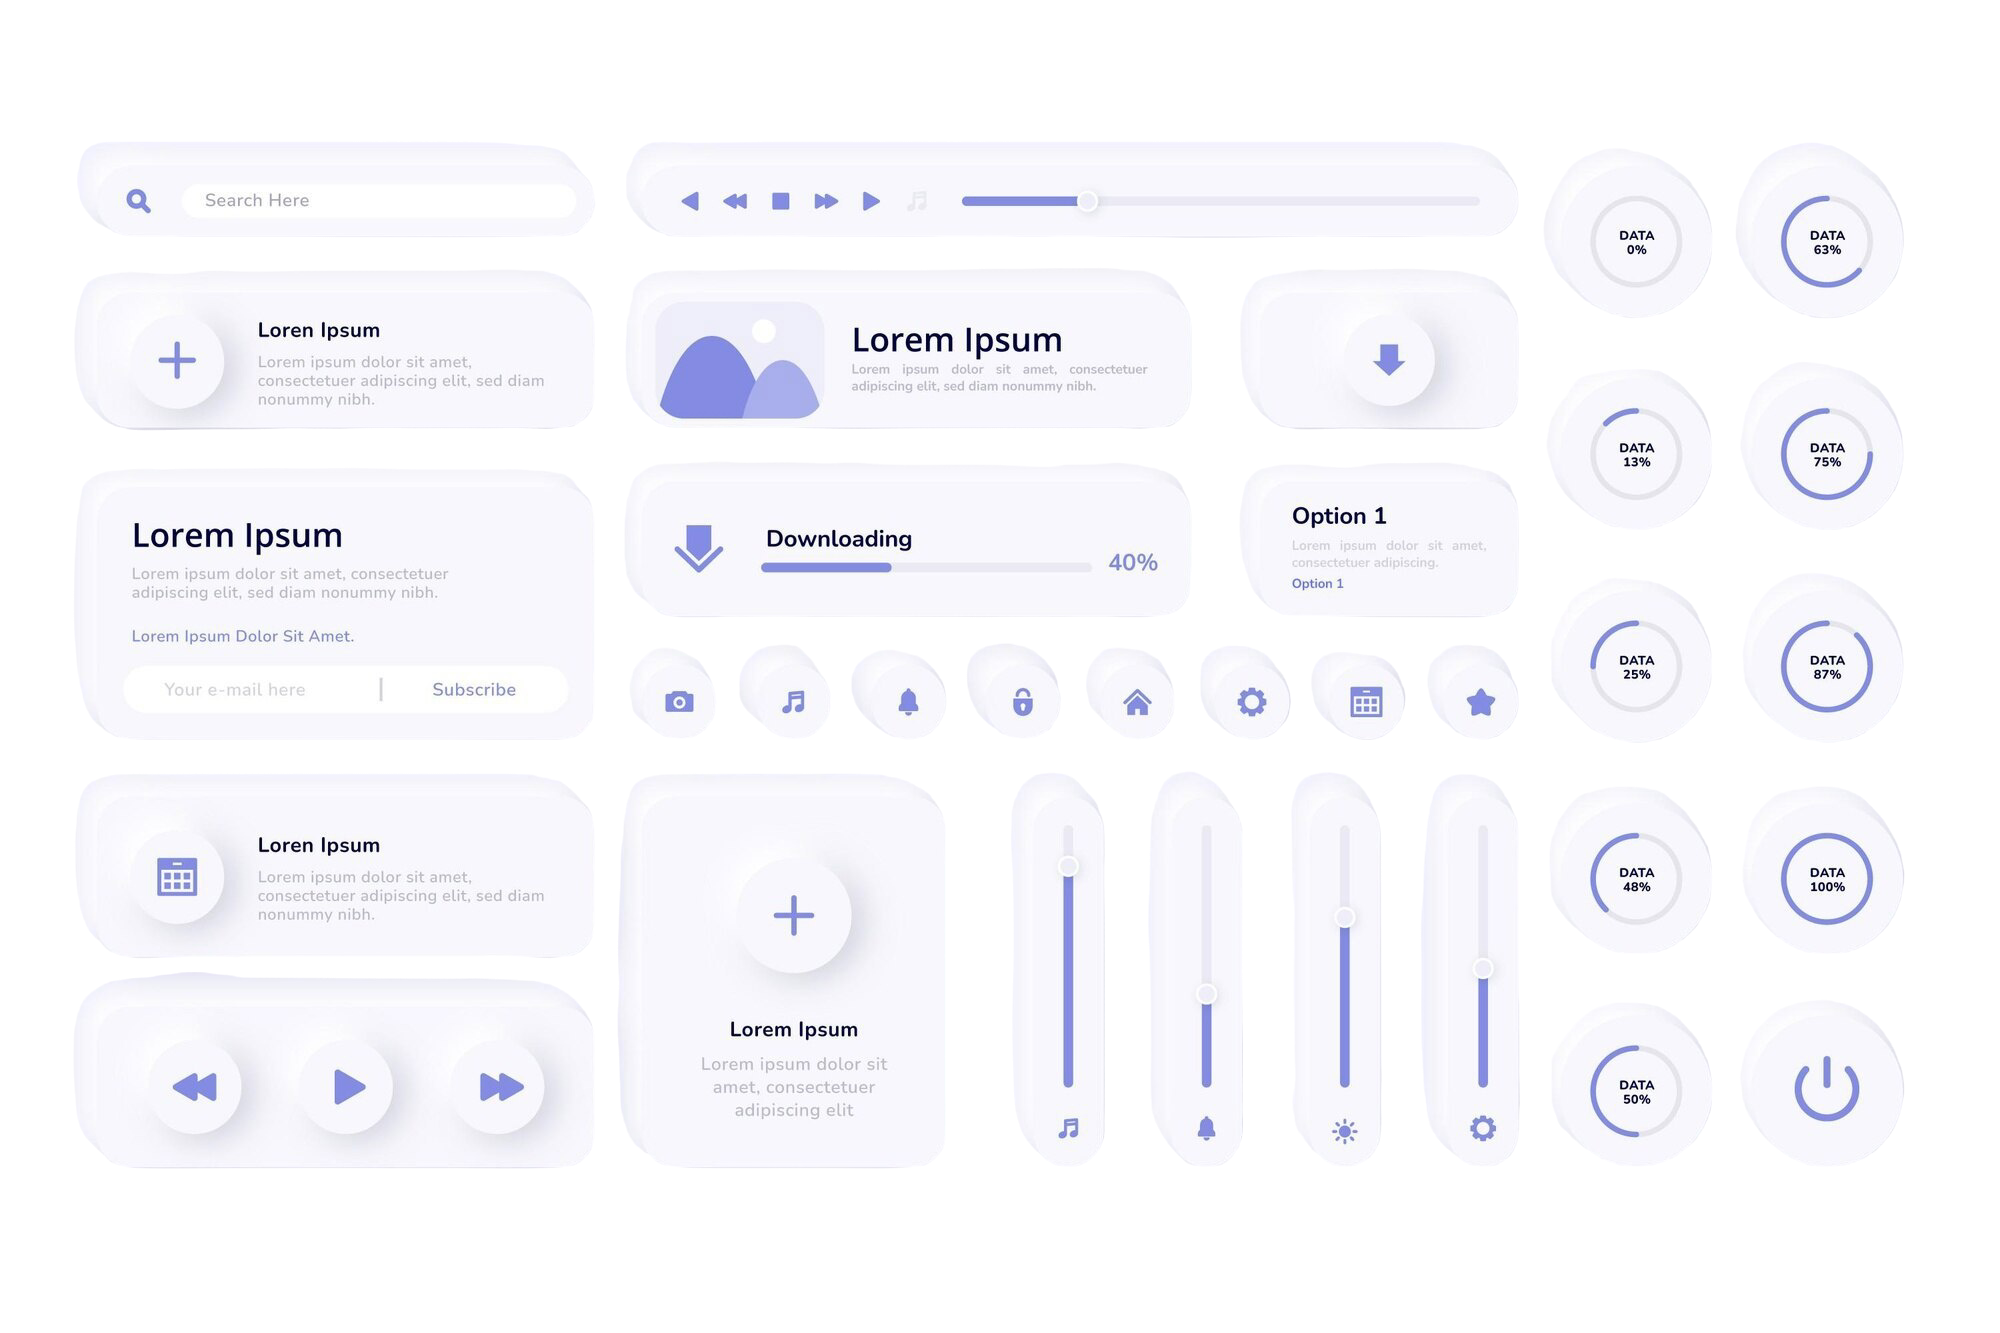 Search Here
Loren Ipsum
Lorem ipsum dolor sit amet,
consectetuer adipiscing elit, sed diam
nonummy nibh.
Lorem Ipsum
Lorem ipsum dolor sit amet, consectetuer
adipiscing elit, sed diam nonummy nibh.
Lorem Ipsum Dolor Sit Amet.
Your e-mail here
Subscribe
Loren Ipsum
Lorem ipsum dolor sit amet,
consectetuer adipiscing elit, sed diam
nonummy nibh.
Lorem Ipsum
Lorem ipsum dolor sit amet, consectetuer
adipiscing elit, sed diam nonummy nibh.
Downloading
40%
Option 1
Lorem ipsum dolor sit amet,
consectetuer adipiscing.
Option 1
Lorem Ipsum
Lorem ipsum dolor sit
amet, consectetuer
adipiscing elit
DATA
0%
DATA
63%
DATA
13%
DATA
75%
DATA
25%
DATA
87%
DATA
48%
DATA
100%
DATA
50%